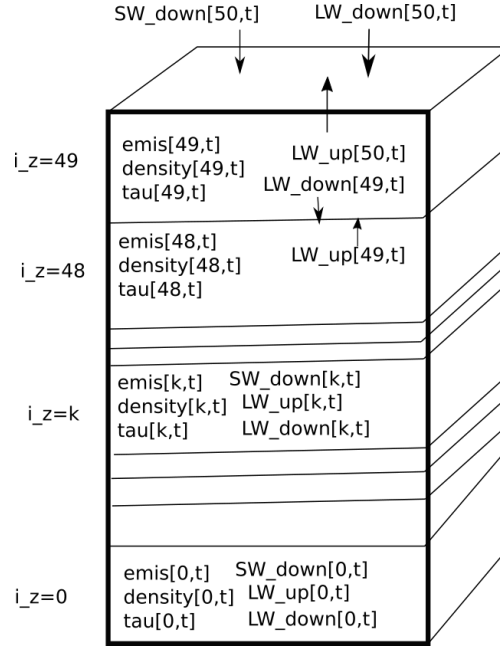 SW_down[50,t]
LW_down[50,t]
i_z=49
emis[49,t]
density[49,t]
tau[49,t]
LW_up[50,t]
LW_down[49,t]
i_z=48
emis[48,t]
density[48,t]
tau[48,t]
LW_up[49,t]
i_z=k
emis[k,t]
density[k,t]
tau[k,t]
SW_down[k,t]
LW_up[k,t]
LW_down[k,t]
i_z=0
emis[0,t]
density[0,t]
tau[0,t]
SW_down[0,t]
LW_up[0,t]
LW_down[0,t]